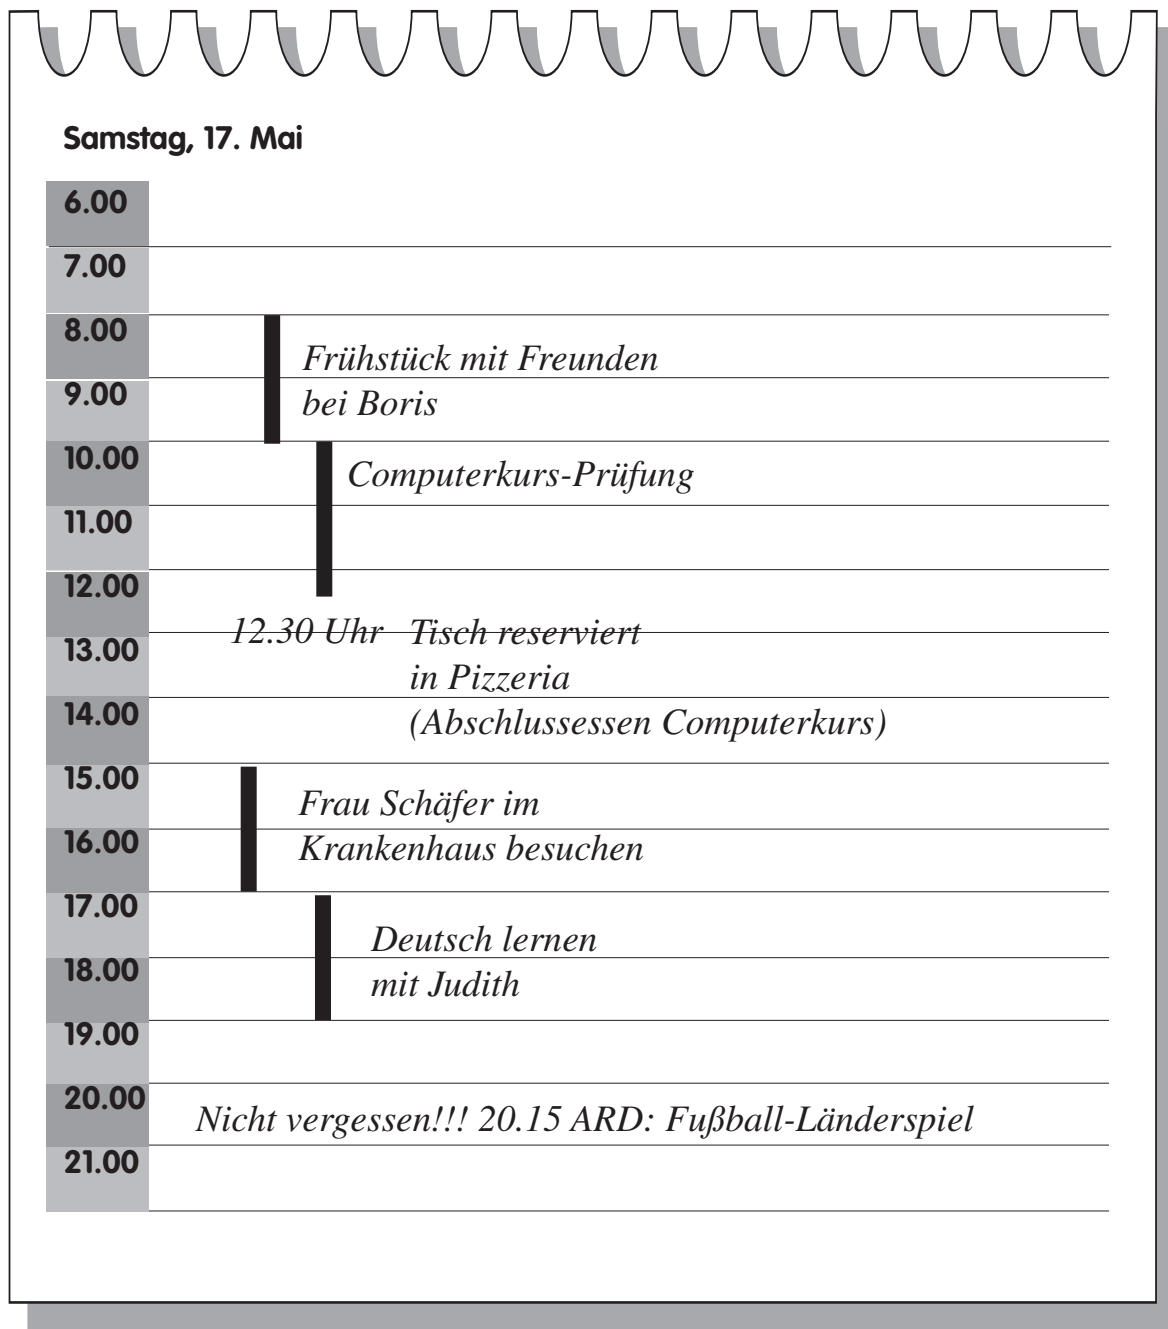 Samstag, 17. Mai
6.00
7.00
8.00
Frühstück mit Freunden
9.00
bei Boris
10.00
Computerkurs-Prüfung
11.00
12.00
12.30 Uhr Tisch reserviert
13.00
in Pizzeria
14.00
(Abschlussessen Computerkurs)
15.00
Frau Schäfer im
16.00
Krankenhaus besuchen
17.00
Deutsch lernen
18.00
mit Judith
19.00
20.00
Nicht vergessen!!! 20.15 ARD: Fußball-Länderspiel
21.00